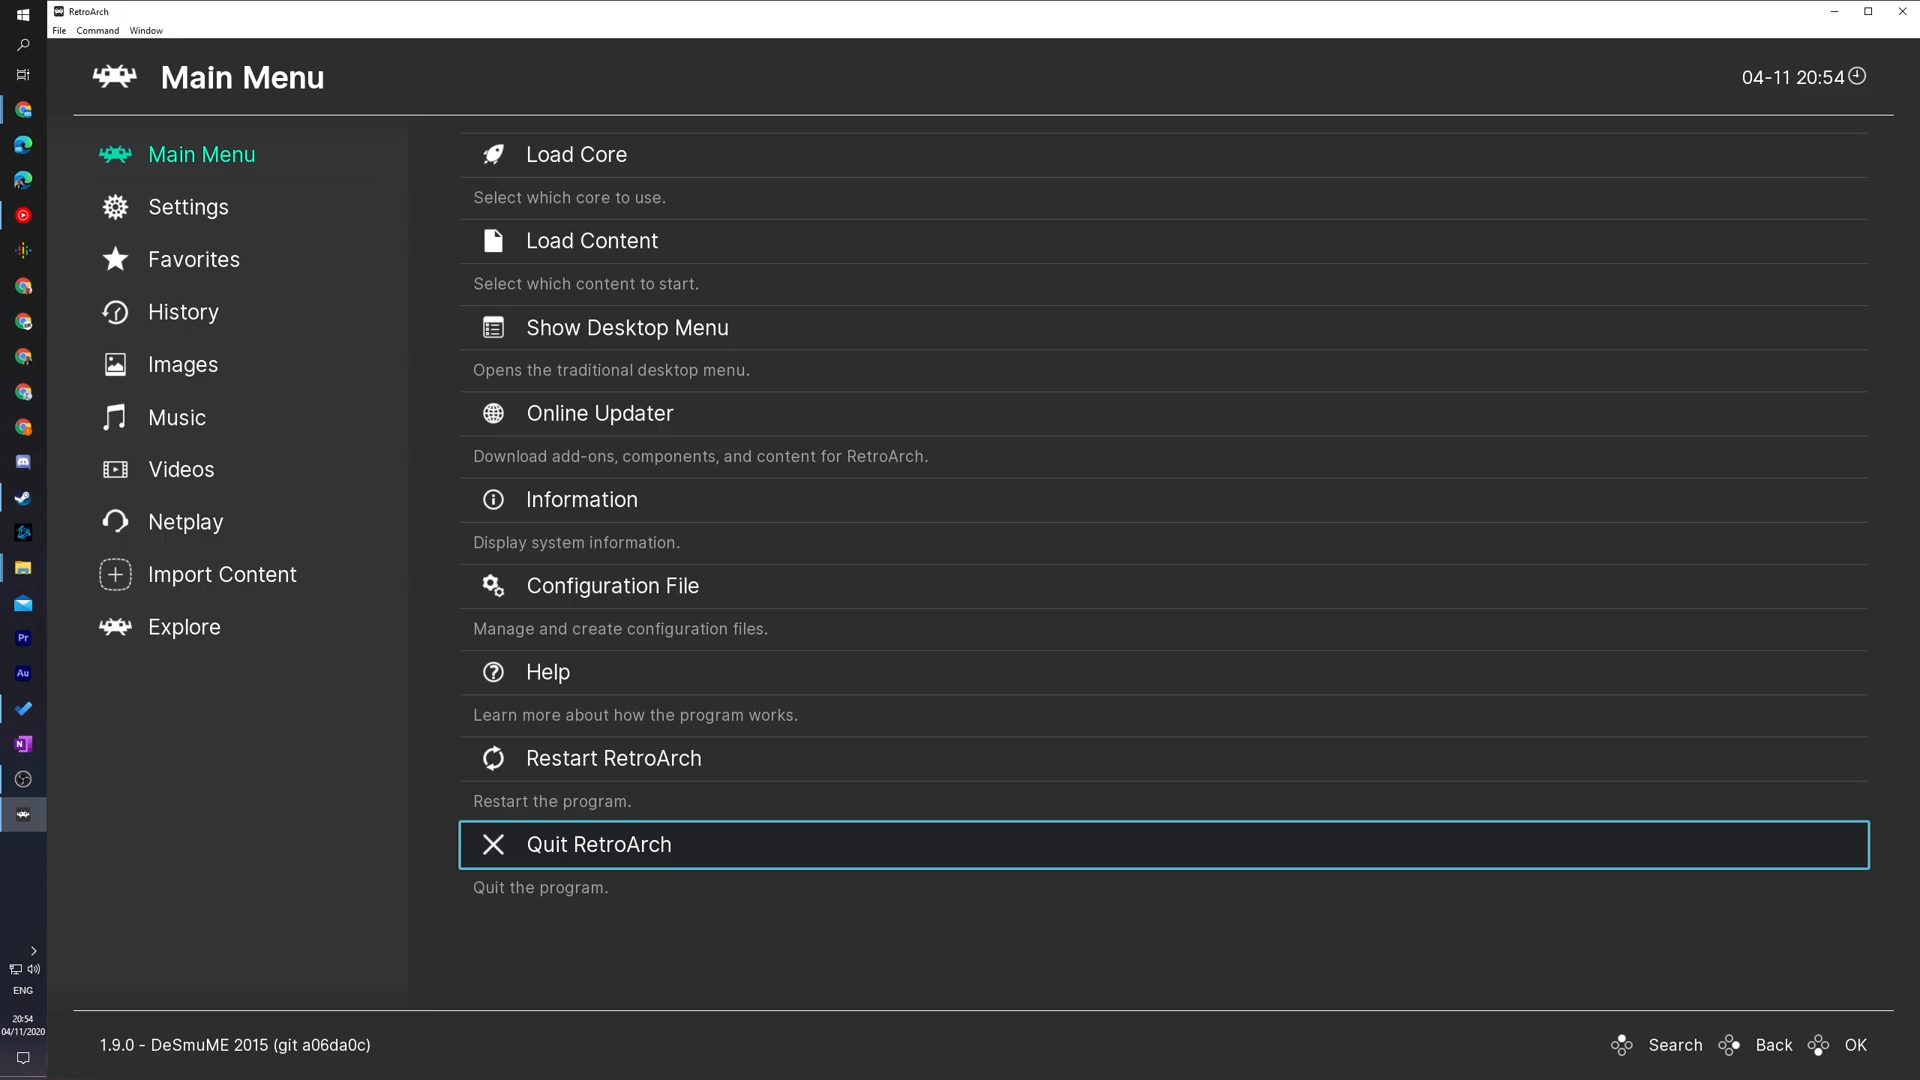 RetroArch
File Command Window
Main Menu
04-11 20:54
Main Menu
Settings
Favorites
History
Images
Music
Videos
Netplay
Import Content
Explore
Load Core
Select which core to use.
Load Content
Select which content to start.
Show Desktop Menu
Opens the traditional desktop menu.
Online Updater
Download add-ons, components, and content for RetroArch.
Information
Display system information.
Configuration File
Manage and create configuration files.
Help
Learn more about how the program works.
Restart RetroArch
Restart the program.
Quit RetroArch
Quit the program.
Pr
Au
N
ENG
20:54
04/11/2020
1.9.0 - DeSmuME 2015 (git a06da0c)
Search Back OK